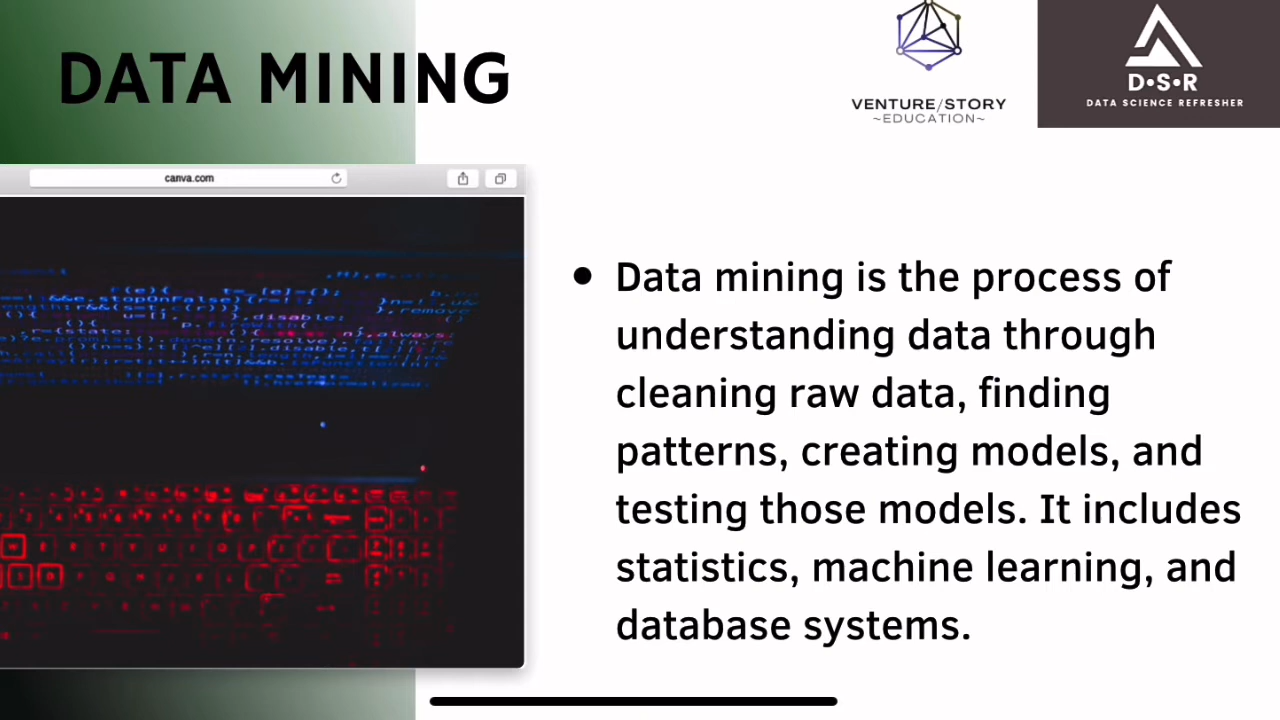 DATA MINING
VENTURE/STORY
~EDUCATION~
D•S•R
DATA SCIENCE REFRESHER
canva.com
• Data mining is the process of
understanding data through
cleaning raw data, finding
patterns, creating models, and
testing those models. It includes
statistics, machine learning, and
database systems.